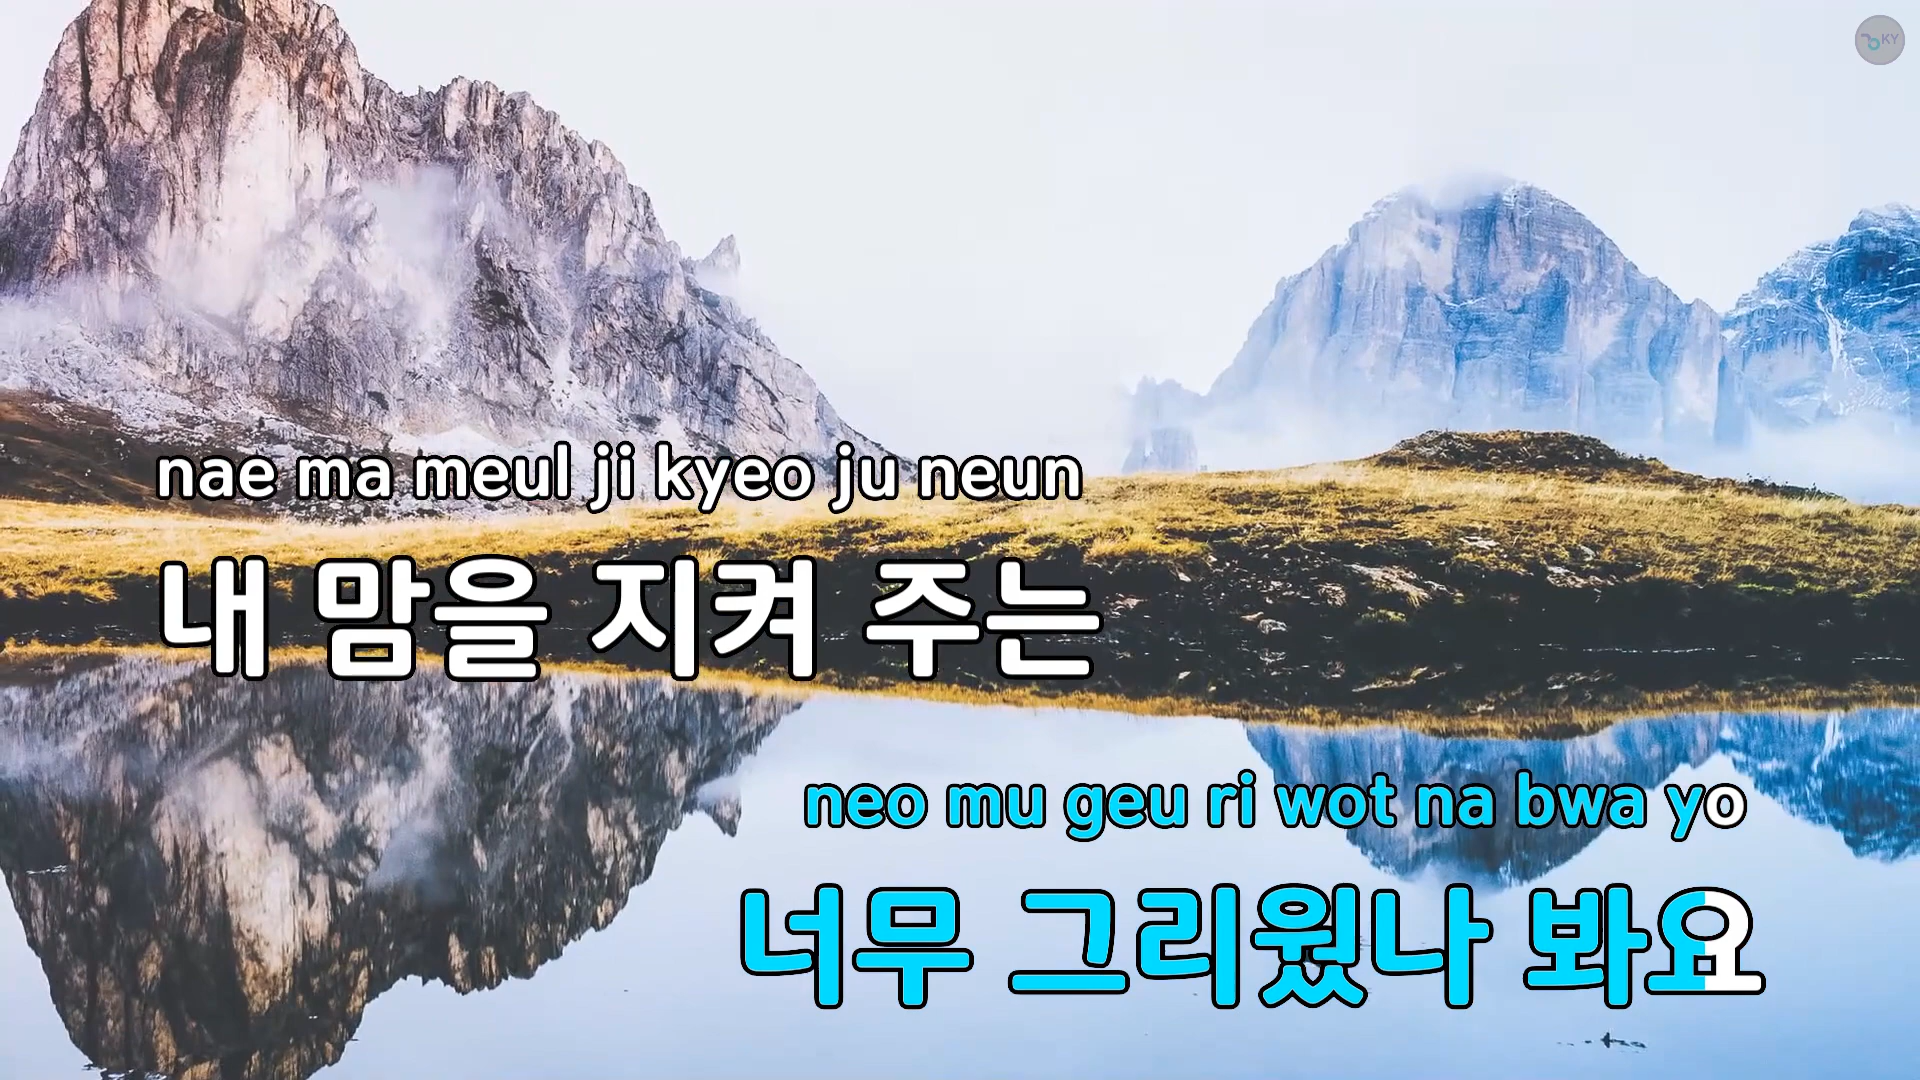 KY
nae ma meul ji kyeo ju neun
내 맘을 지켜 주는
neo mu geu ri wot na bwa yo
너무 그리웠나 봐요